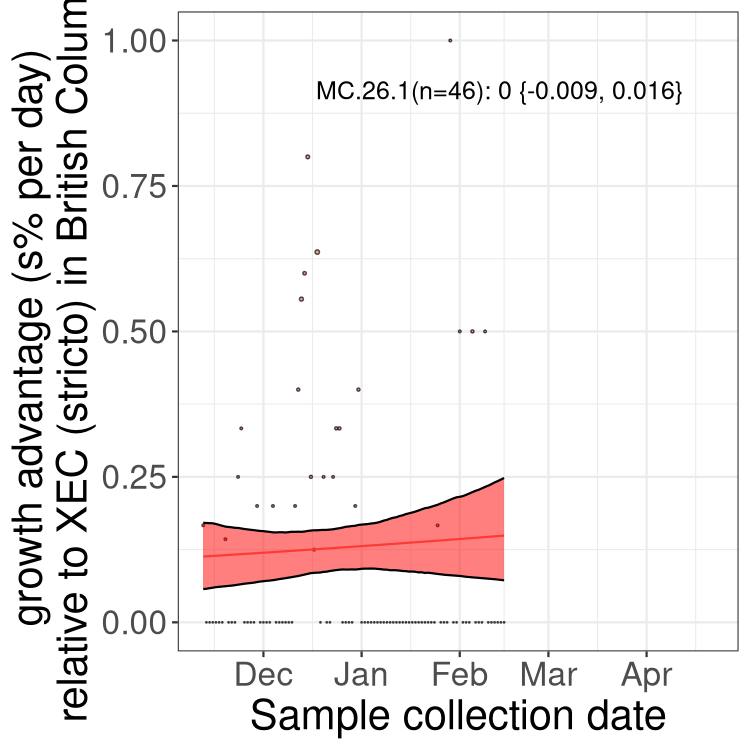 growth advantage (s% per day)
relative to XEC (stricto) in British Colum
1.00
0.75
0.50
0.25
0.00
MC.26.1(n=46): 0 {-0.009, 0.016}
Dec Jan Feb Mar Apr
Sample collection date